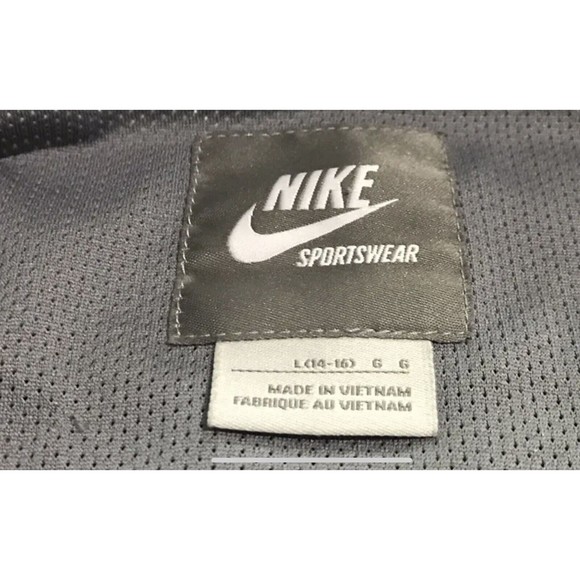 NIKE
SPORTSWEAR
L(14-16) G G
MADE IN VIETNAM
FABRIQUE AU VIETNAM